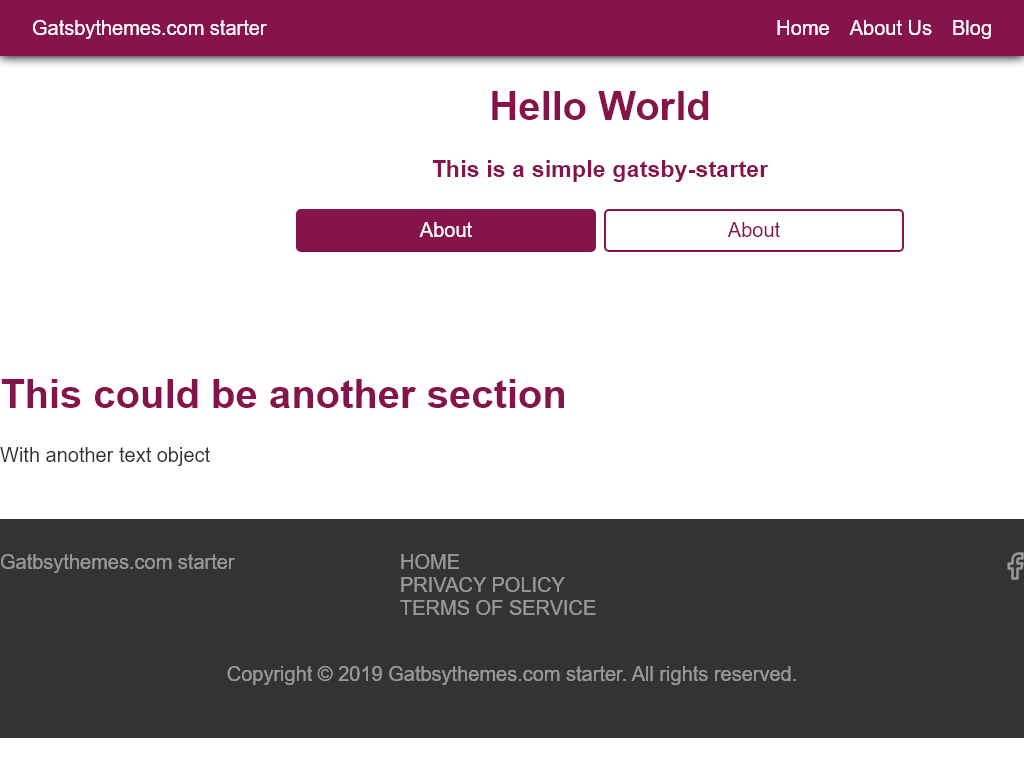 Gatsbythemes.com starter
Home About Us Blog
Hello World
This is a simple gatsby-starter
About
About
This could be another section
With another text object
Gatbsythemes.com starter
HOME
PRIVACY POLICY
TERMS OF SERVICE
Copyright © 2019 Gatbsythemes.com starter. All rights reserved.